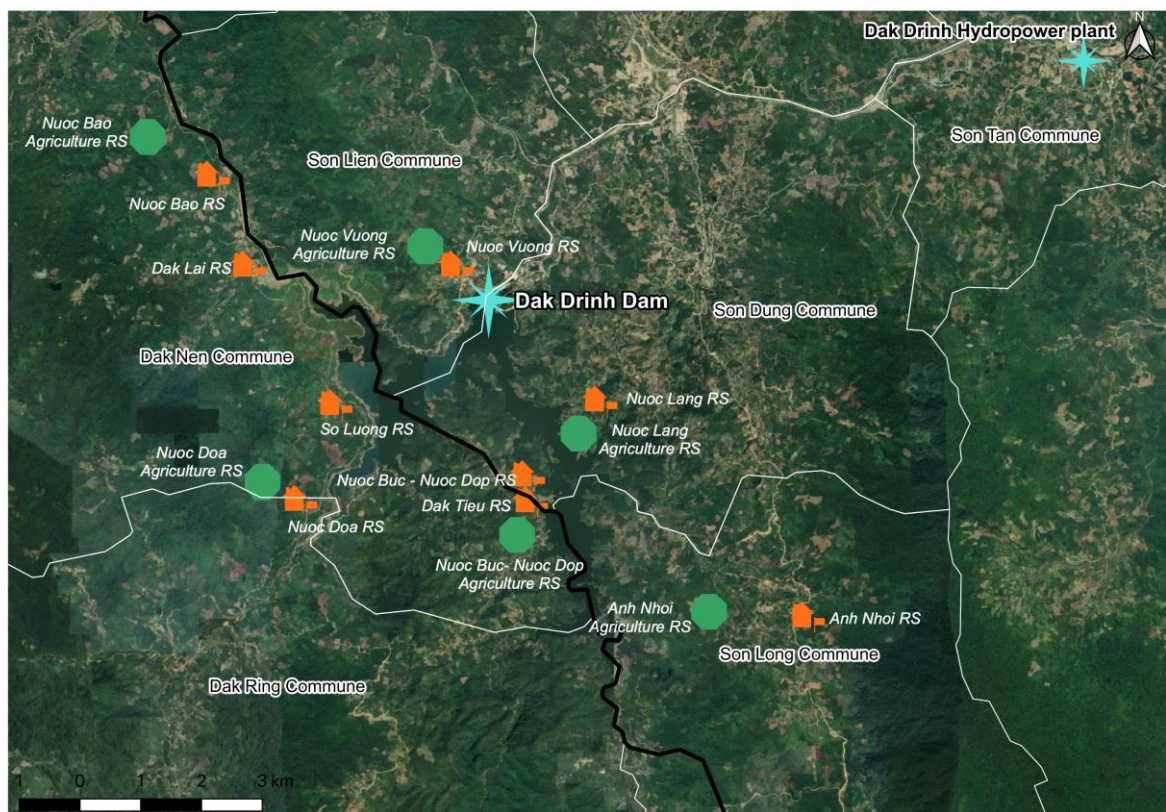 Dak Drinh Hydropower plant
Son Tan Commune
Nuoc Bao
Agriculture RS
Son Lien Commune
Nuoc Bao RS
Nuoc Vuong
Agriculture RS
Nuoc Vuong RS
Dak Lai RS
Dak Drinh Dam
Son Dung Commune
Dak Nen Commune
So Luong RS
Nuoc Lang RS
Nuoc Lang
Agriculture RS
Nuoc Doa
Agriculture RS
Nuoc Buc - Nuoc Dop RS
Dak Tieu RS
Nuoc Doa RS
Nuoc Buc- Nuoc Dop
Agriculture RS
Anh Nhoi
Agriculture RS
Anh Nhoi RS
Son Long Commune
Dak Ring Commune
1 0 1 2 3 km